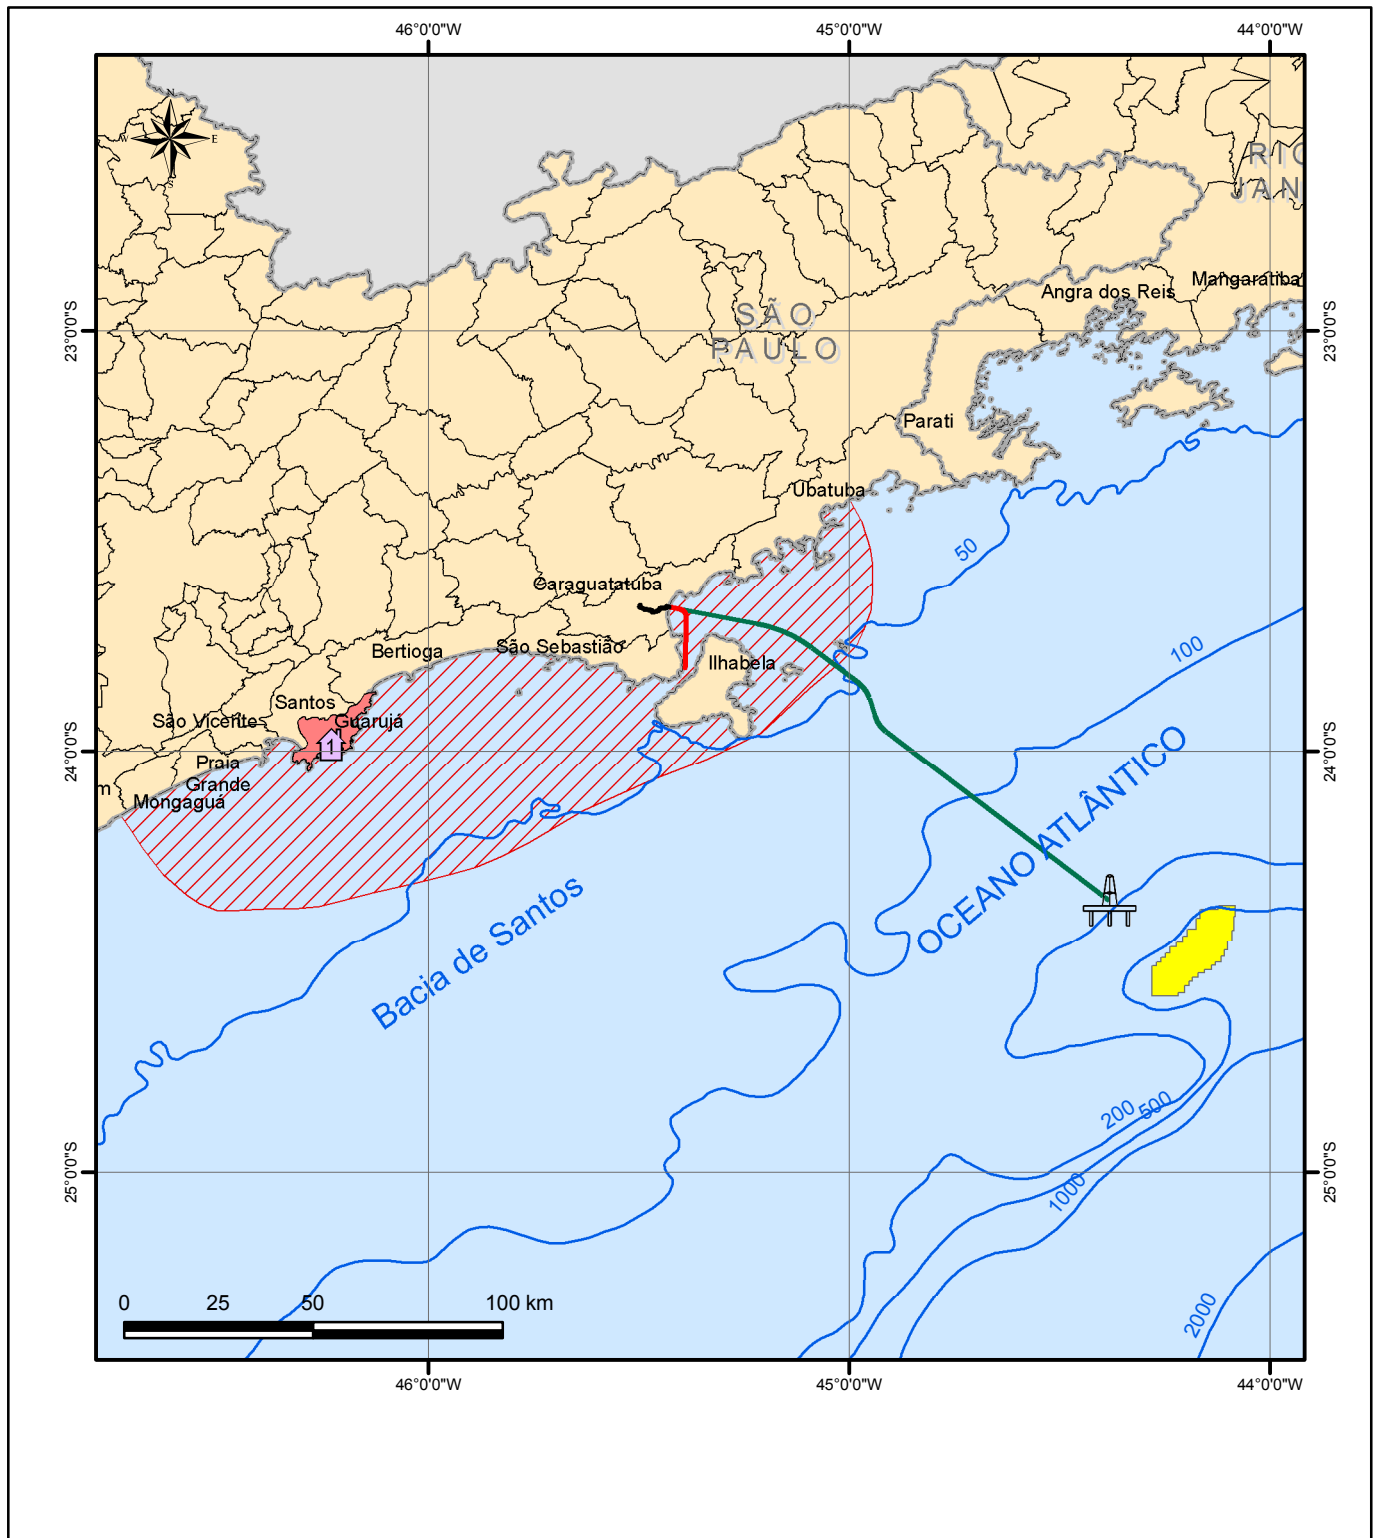 46°0'0"W
45°0'0"W
44°0'0"W
N
W
E
S
RIO
JAN
Mangaratiba
Angra dos Reis
23°0'0"S
SÃO
PAULO
23°0'0"S
Parati
Ubatuba
50
Caraguatatuba
São Sebastião
Bertioga
Ilhabela
100
Santos
São Vicente
Guarujá
1
24°0'0"S
24°0'0"S
Praia
Grande
m
Mongaguá
OCEANO ATLÂNTICO
Bacia de Santos
200
500
25°0'0"S
25°0'0"S
1000
2000
0 25 50 100 km
46°0'0"W
45°0'0"W
44°0'0"W